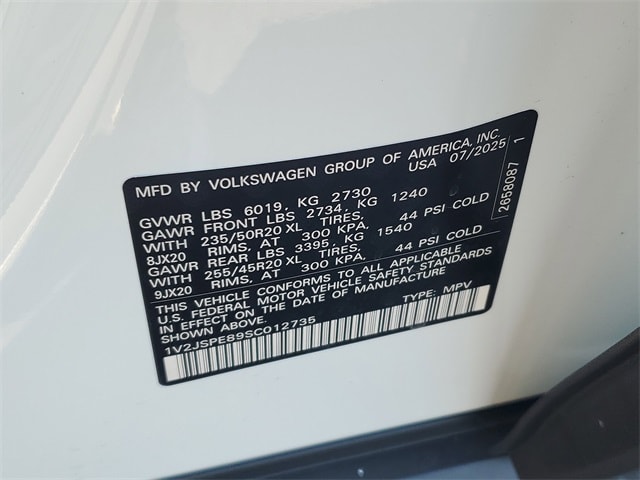 MFD BY VOLKSWAGEN GROUP OF AMERICA, INC.
USA 07/2025
GVWR LBS 6019, KG 2730
GAWR FRONT LBS 2734, KG 1240
WITH 235/50R20 XL TIRES,
8JX20 RIMS. AT 300 KPA. 44 PSI COLD
GAWR REAR LBS 3395, KG 1540
WITH 255/45R20 XL TIRES,
9JX20 RIMS. AT 300 KPA. 44 PSI COLD
THIS VEHICLE CONFORMS TO ALL APPLICABLE
U.S. FEDERAL MOTOR VEHICLE SAFETY STANDARDS
IN EFFECT ON THE DATE OF MANUFACTURE
SHOWN ABOVE. TYPE: MPV
1V2JSPE89SC012735
2658087 1